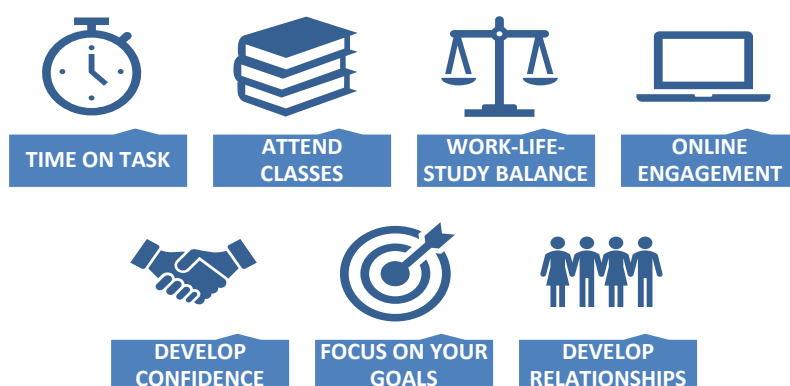 TIME ON TASK
ATTEND
CLASSES
WORK-LIFE-
STUDY BALANCE
ONLINE
ENGAGEMENT
DEVELOP
CONFIDENCE
FOCUS ON YOUR
GOALS
DEVELOP
RELATIONSHIPS